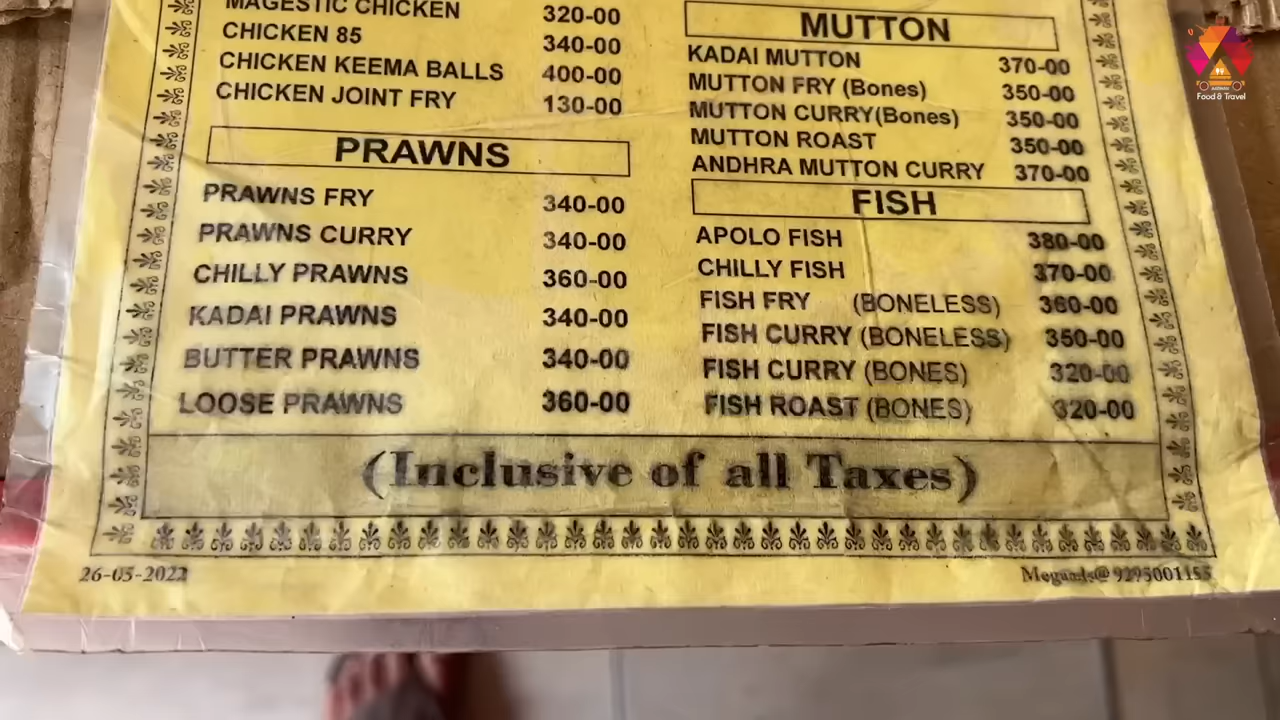 MAGESTIC CHICKEN 320-00
CHICKEN 85 340-00
CHICKEN KEEMA BALLS 400-00
CHICKEN JOINT FRY 130-00
PRAWNS
PRAWNS FRY 340-00
PRAWNS CURRY 340-00
CHILLY PRAWNS 360-00
KADAI PRAWNS 340-00
BUTTER PRAWNS 340-00
LOOSE PRAWNS 360-00
MUTTON
KADAI MUTTON 370-00
MUTTON FRY (Bones) 350-00
MUTTON CURRY(Bones) 350-00
MUTTON ROAST 350-00
ANDHRA MUTTON CURRY 370-00
FISH
APOLO FISH 380-00
CHILLY FISH 370-00
FISH FRY (BONELESS) 360-00
FISH CURRY (BONELESS) 350-00
FISH CURRY (BONES) 320-00
FISH ROAST (BONES) 320-00
(Inclusive of all Taxes)
26-05-2022
9295001155
Food & Travel